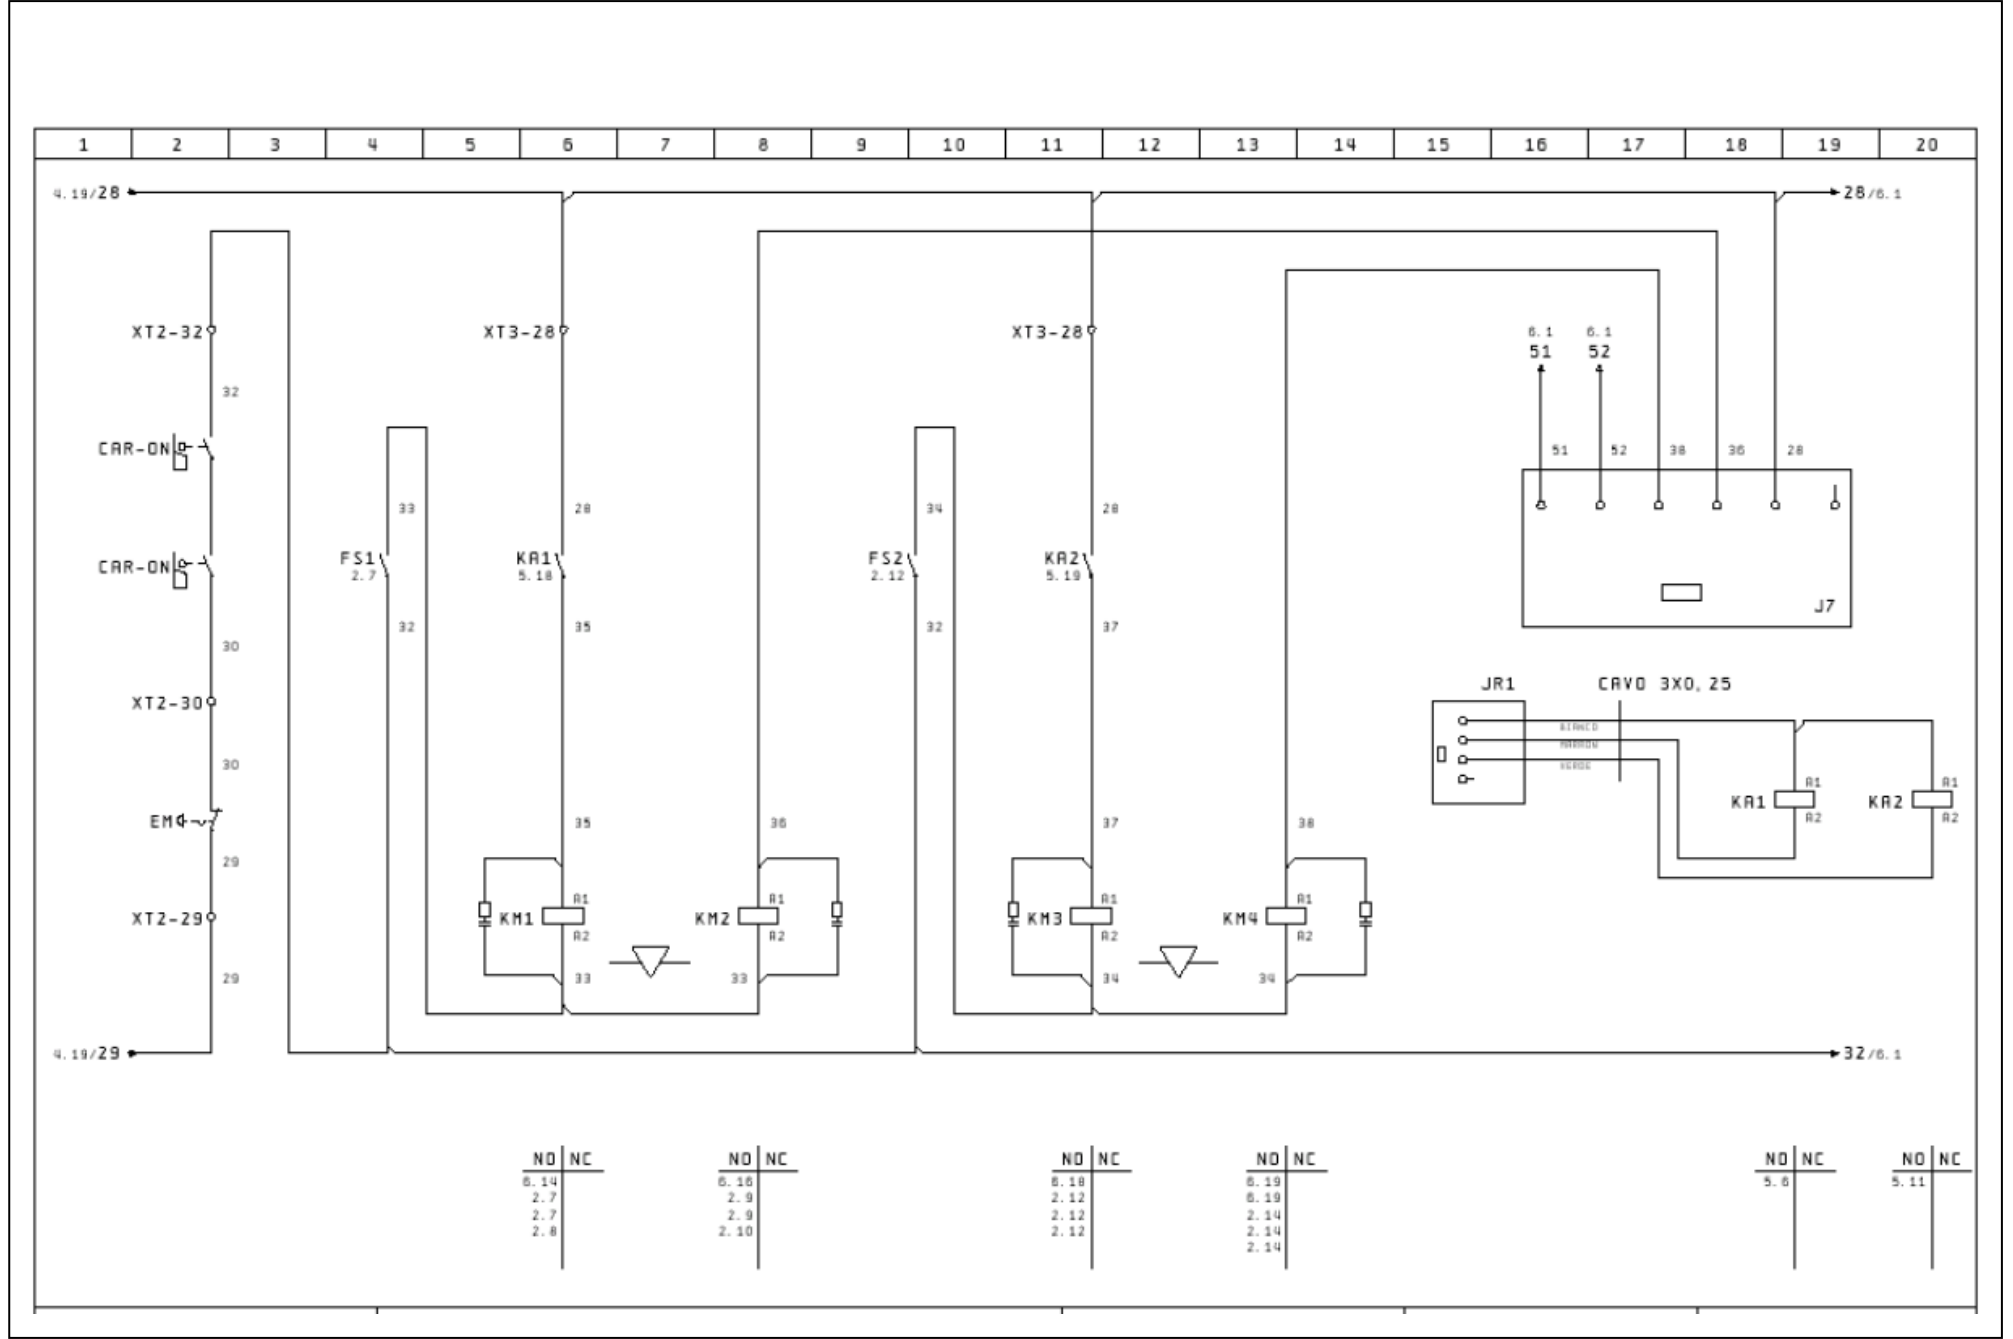 1 2 3 4 5 6 7 8 9 10 11 12 13 14 15 16 17 18 19 20
4.19/28 28/6.1
XT2-32 XT3-28 XT3-28
6.1 6.1
51 52
32
CAR-ON 51 52 38 36 28
33 28 34 28
FS1 KA1 FS2 KA2
2.7 5.18 2.12 5.19
CAR-ON
J7
32 35 32 37
30
JR1 CAVO 3X0,25
XT2-30
BIANCO
MARRON
VERDE
30
A1 A1
KA1 KA2
A2 A2
EM 35 36 37 38
29
A1 A1 A1 A1
XT2-29 KM1 KM2 KM3 KM4
A2 A2 A2 A2
29 33 33 34 34
4.19/29 32/6.1
NO NC NO NC NO NC NO NC NO NC NO NC
6.14 6.16 6.18 6.19 5.6 5.11
2.7 2.9 2.12 6.19
2.7 2.9 2.12 2.14
2.8 2.10 2.12 2.14
2.14